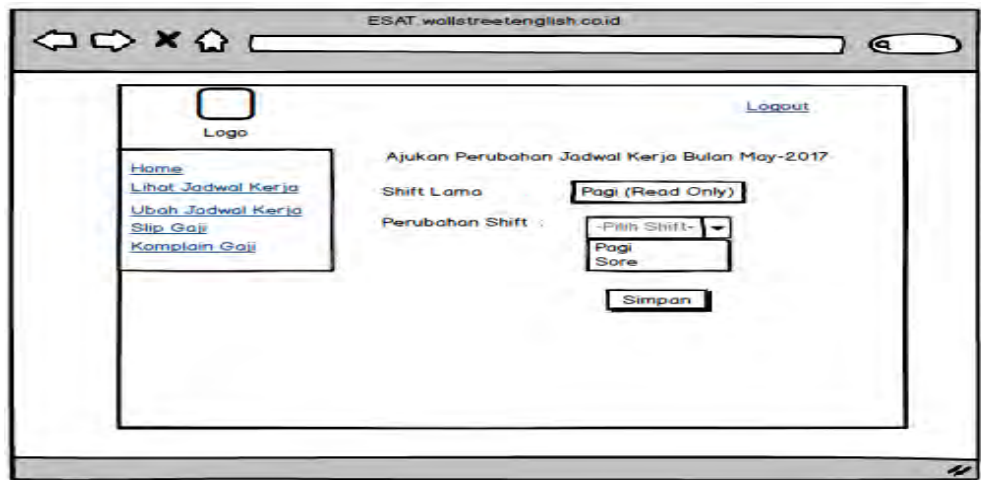 ESAT.wallstreetenglish.co.id
Logo
Logout
Home
Lihat Jadwal Kerja
Ubah Jadwal Kerja
Slip Gaji
Komplain Gaji
Ajukan Perubahan Jadwal Kerja Bulan May-2017
Shift Lama
Pagi (Read Only)
Perubahan Shift :
-Pilih Shift-
Pagi
Sore
Simpan